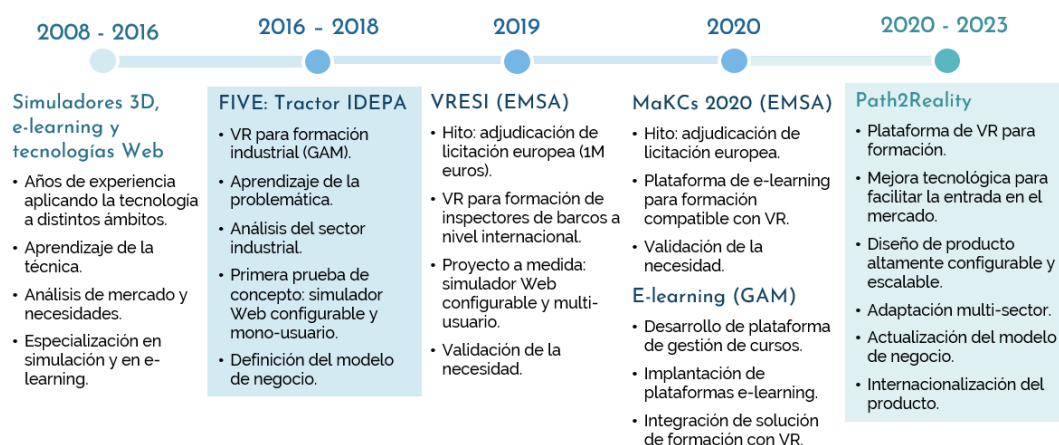 2008 - 2016
Simuladores 3D,
e-learning y
tecnologías Web
• Años de experiencia
aplicando la tecnología
a distintos ámbitos.
• Aprendizaje de la
técnica.
• Análisis de mercado y
necesidades.
• Especialización en
simulación y en e-
learning.
2016 – 2018
FIVE: Tractor IDEPA
• VR para formación
industrial (GAM).
• Aprendizaje de la
problemática.
• Análisis del sector
industrial.
• Primera prueba de
concepto: simulador
Web configurable y
mono-usuario.
• Definición del modelo
de negocio.
2019
VRESI (EMSA)
• Hito: adjudicación de
licitación europea (1M
euros).
• VR para formación de
inspectores de barcos a
nivel internacional.
• Proyecto a medida:
simulador Web
configurable y multi-
usuario.
• Validación de la
necesidad.
2020
MaKCs 2020 (EMSA)
• Hito: adjudicación de
licitación europea.
• Plataforma de e-learning
para formación
compatible con VR.
• Validación de la
necesidad.
E-learning (GAM)
• Desarrollo de plataforma
de gestión de cursos.
• Implantación de
plataformas e-learning.
• Integración de solución
de formación con VR.
2020 - 2023
Path2Reality
• Plataforma de VR para
formación.
• Mejora tecnológica para
facilitar la entrada en el
mercado.
• Diseño de producto
altamente configurable y
escalable.
• Adaptación multi-sector.
• Actualización del modelo
de negocio.
• Internacionalización del
producto.